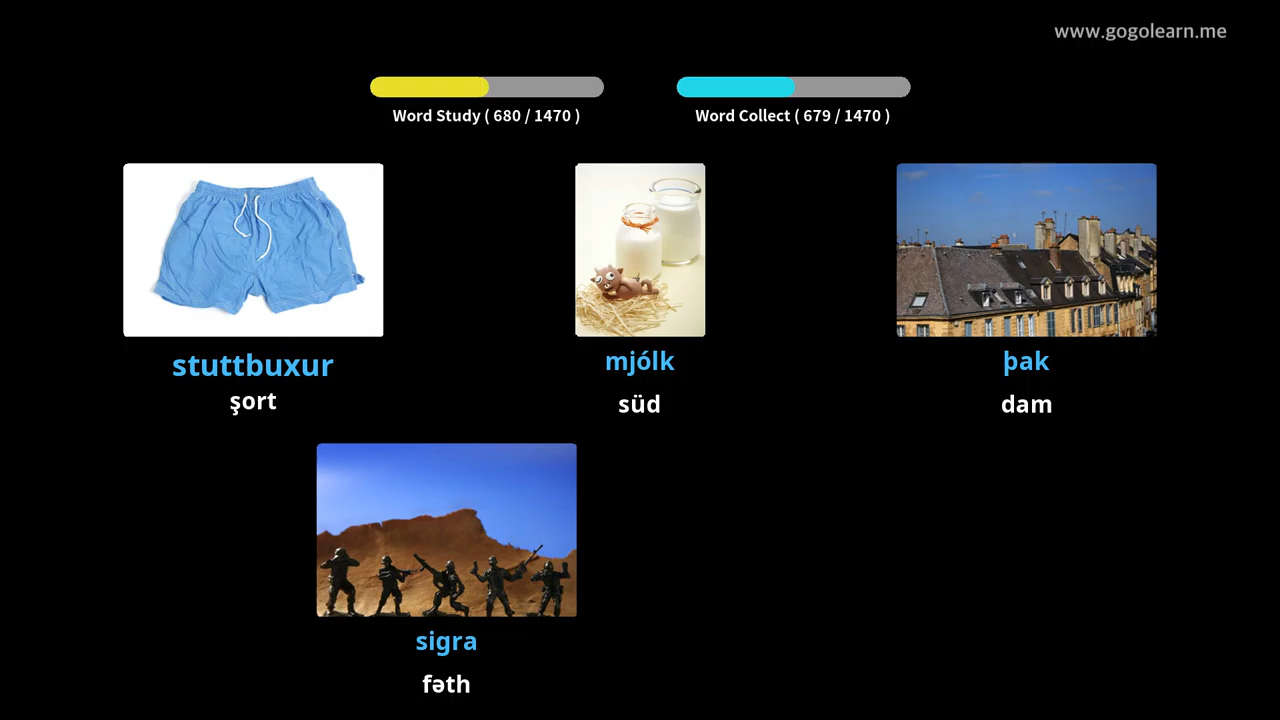 www.gogolearn.me
Word Study ( 680 / 1470 )
Word Collect ( 679 / 1470 )
stuttbuxur
şort
mjólk
süd
þak
dam
sigra
fəth